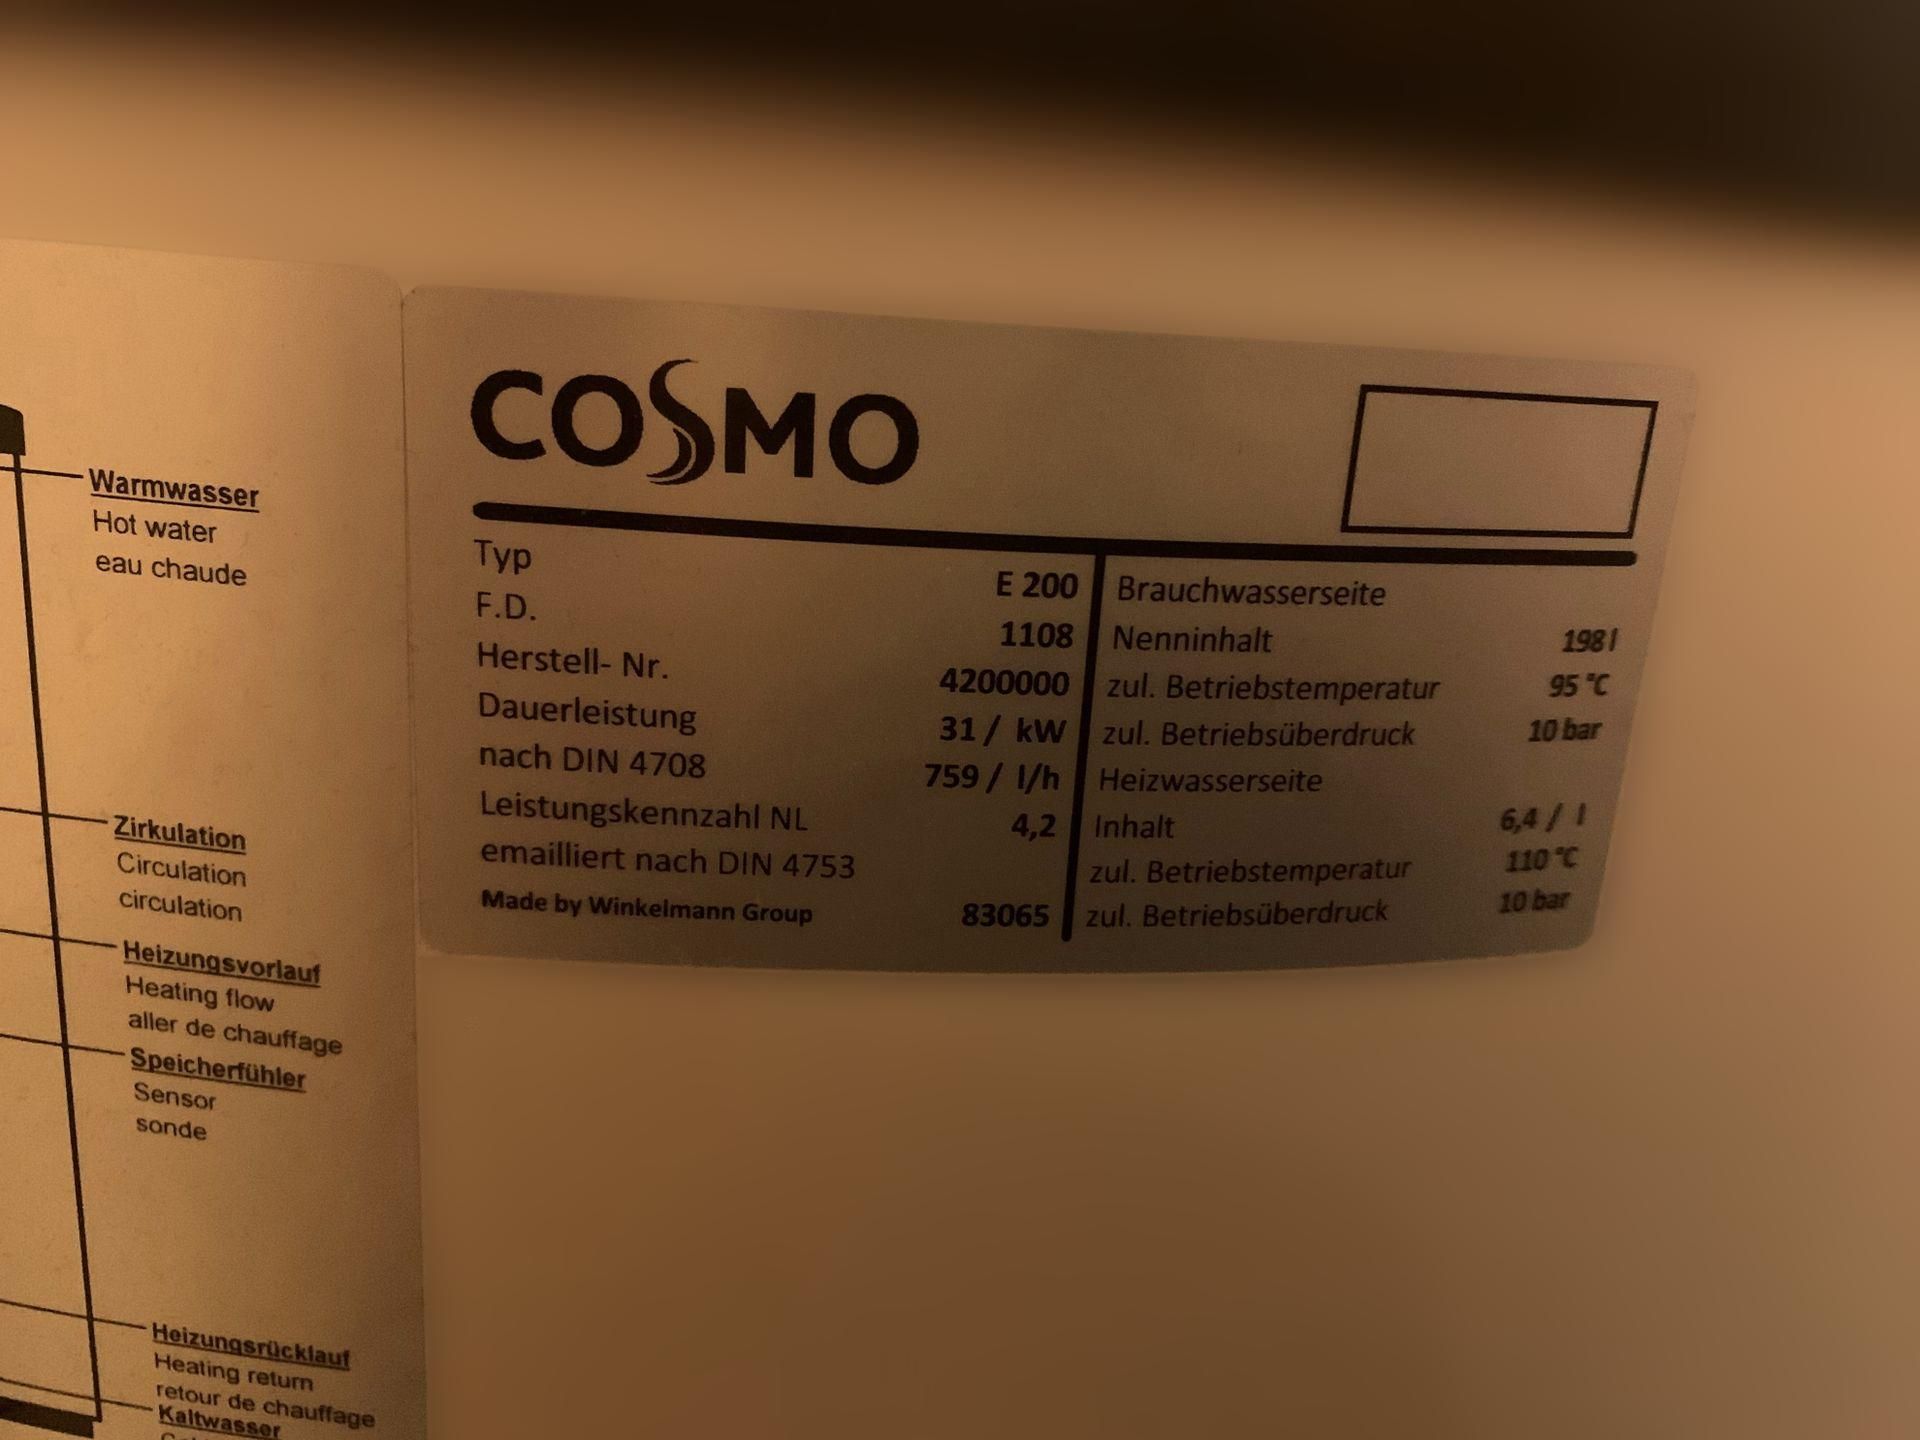 Warmwasser
Hot water
eau chaude
Zirkulation
Circulation
circulation
Heizungsvorlauf
Heating flow
aller de chauffage
Speicherfühler
Sensor
sonde
Heizungsrücklauf
Heating return
retour de chauffage
Kaltwasser
COSMO
Typ E 200
F.D. 1108
Herstell- Nr. 4200000
Dauerleistung 31 / kW
nach DIN 4708 759 / l/h
Leistungskennzahl NL 4,2
emailliert nach DIN 4753
Made by Winkelmann Group 83065
Brauchwasserseite
Nenninhalt 198 l
zul. Betriebstemperatur 95 °C
zul. Betriebsüberdruck 10 bar
Heizwasserseite
Inhalt 6,4 / l
zul. Betriebstemperatur 110 °C
zul. Betriebsüberdruck 10 bar